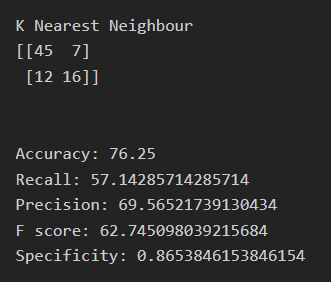 K Nearest Neighbour
[[45  7]
 [12 16]]
Accuracy: 76.25
Recall: 57.14285714285714
Precision: 69.56521739130434
F score: 62.745098039215684
Specificity: 0.8653846153846154